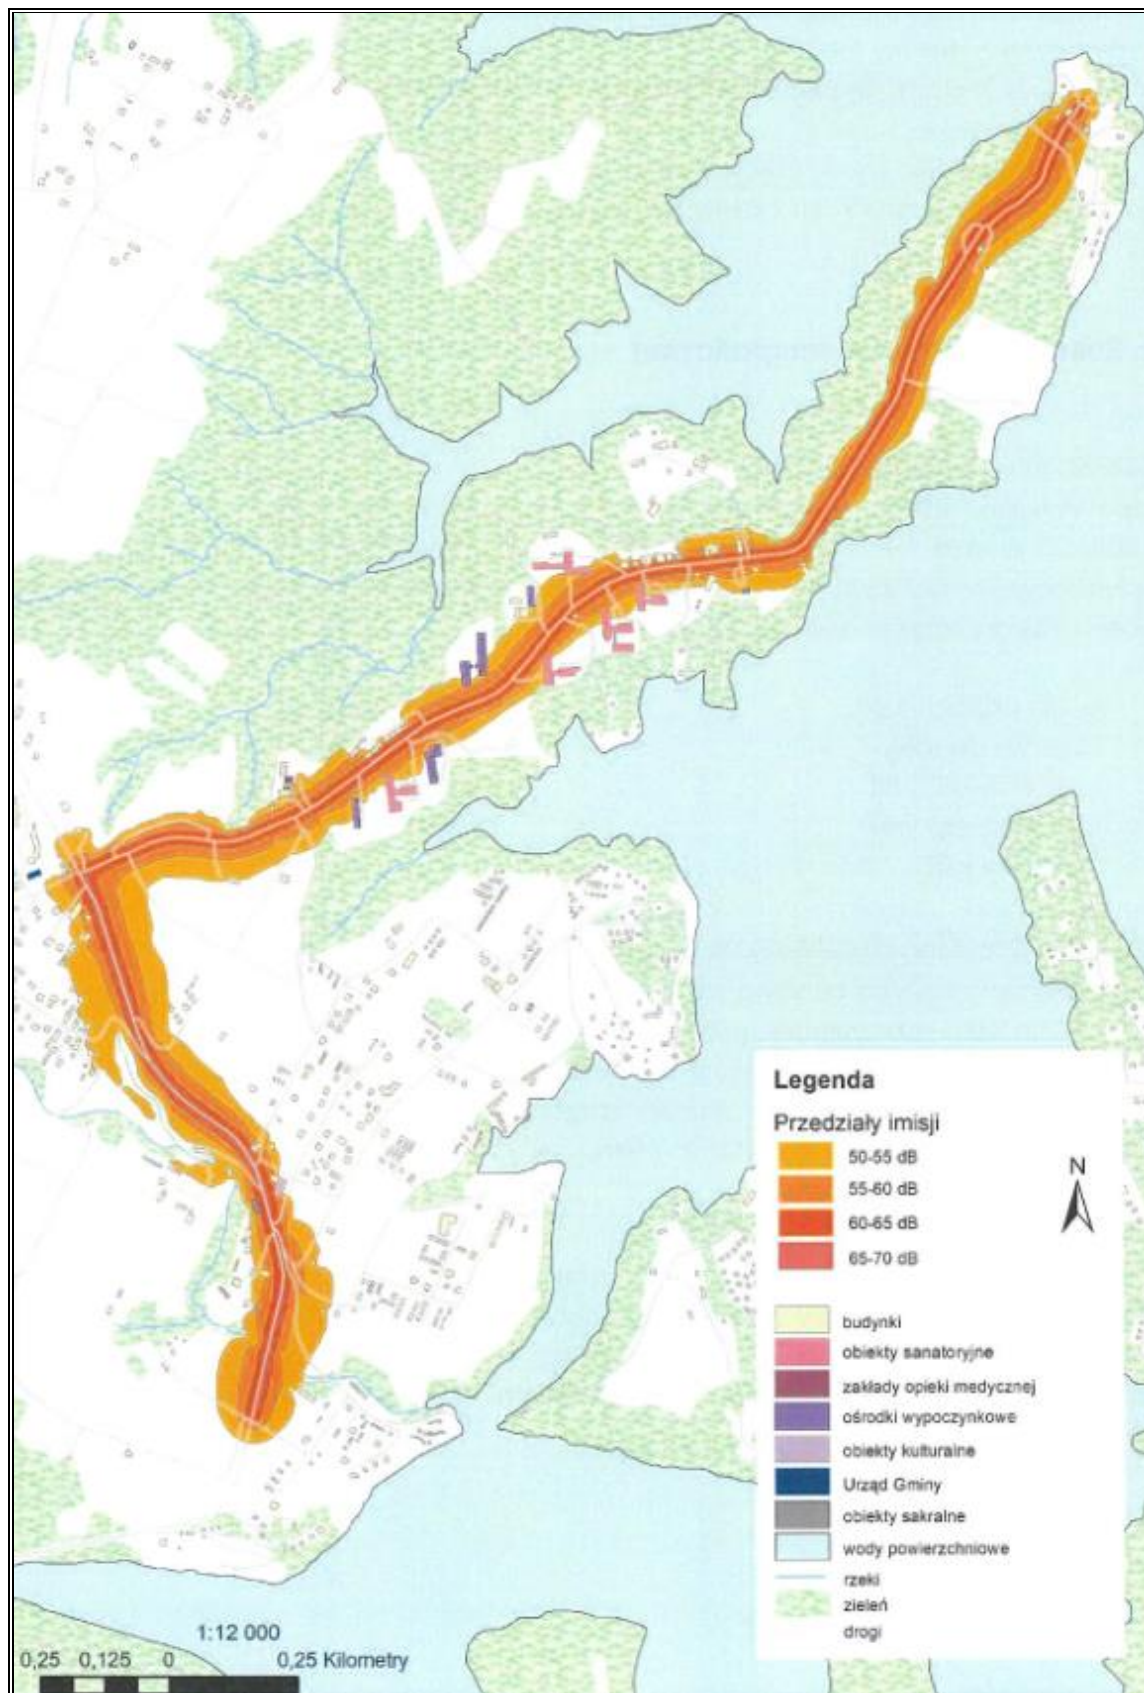 Legenda
Przedziały imisji
50-55 dB
55-60 dB
60-65 dB
65-70 dB
N
budynki
obiekty sanatoryjne
zakłady opieki medycznej
ośrodki wypoczynkowe
obiekty kulturalne
Urząd Gminy
obiekty sakralne
wody powierzchniowe
rzeki
zieleń
drogi
1:12 000
0,25 0,125 0 0,25 Kilometry